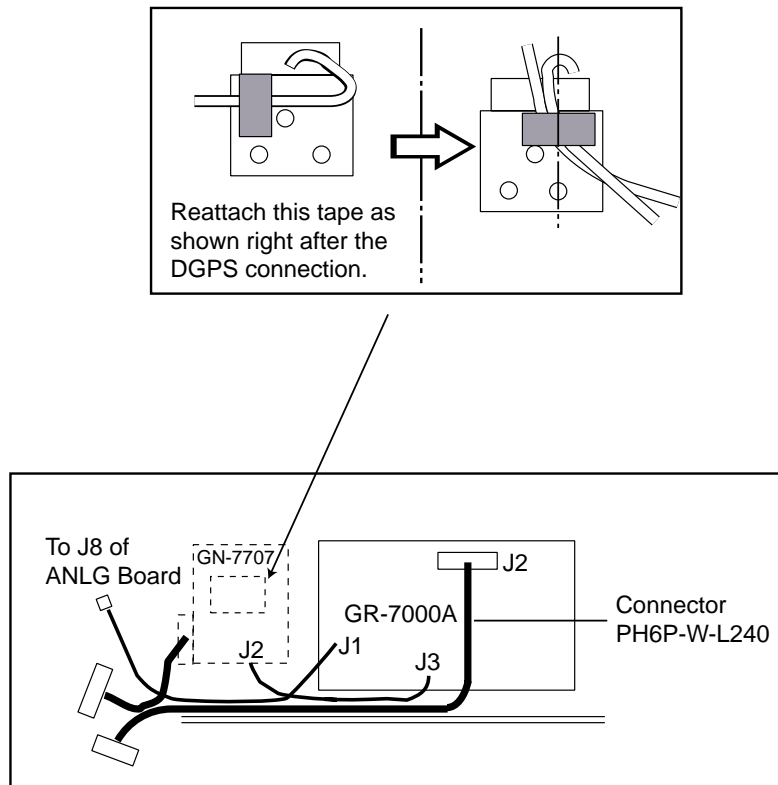 Reattach this tape as
shown right after the
DGPS connection.
To J8 of
ANLG Board
GN-7707
J2
GR-7000A
J1
J3
J2
Connector
PH6P-W-L240